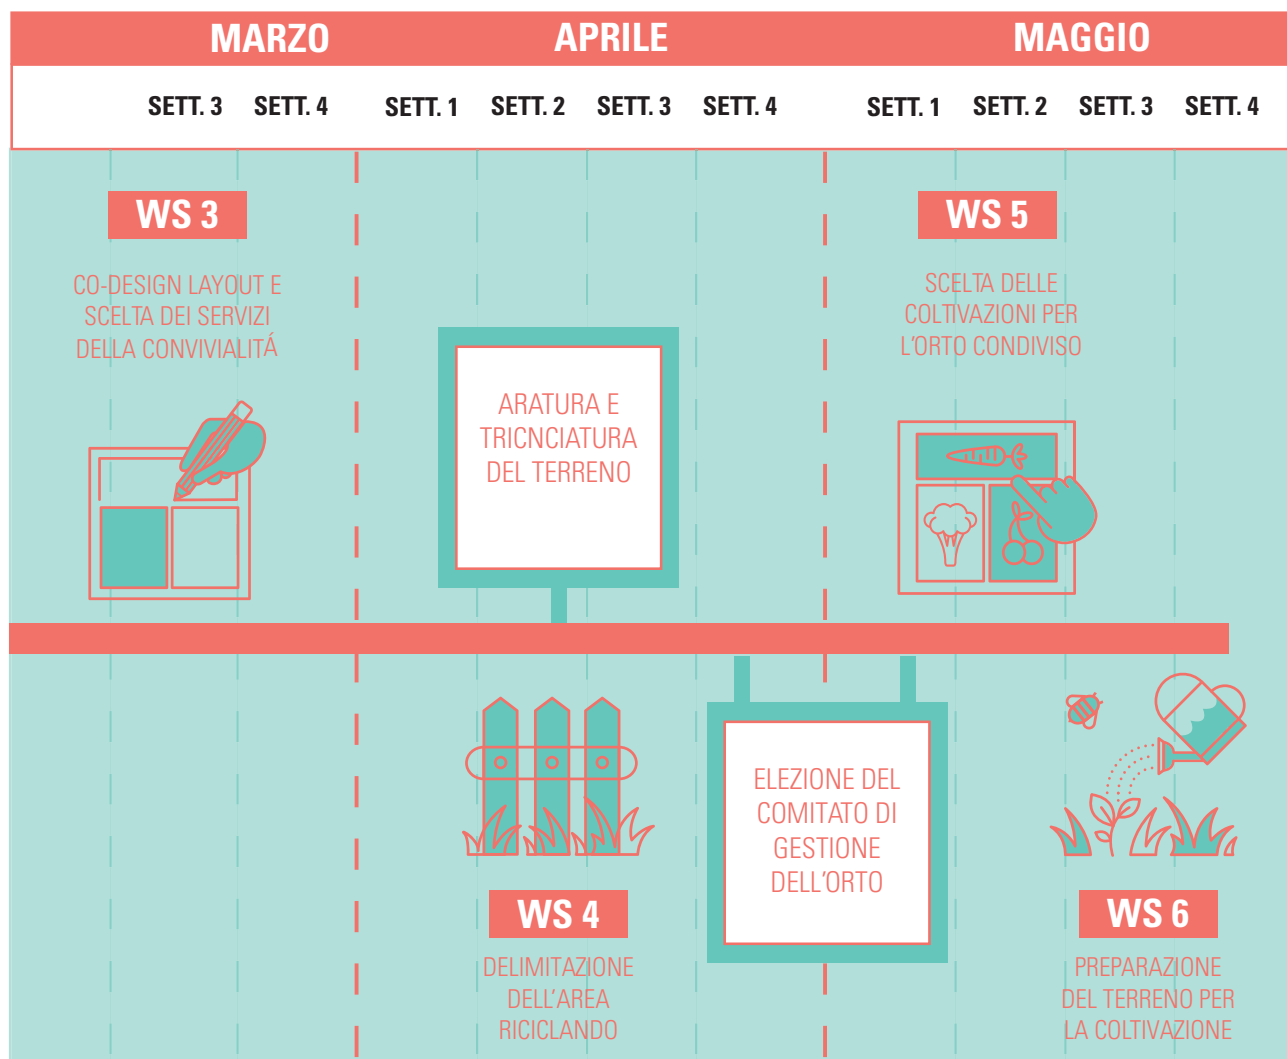 MARZO APRILE MAGGIO
SETT. 3 SETT. 4 SETT. 1 SETT. 2 SETT. 3 SETT. 4 SETT. 1 SETT. 2 SETT. 3 SETT. 4
WS 3
CO-DESIGN LAYOUT E
SCELTA DEI SERVIZI
DELLA CONVIVIALITÁ
ARATURA E
TRICNCIATURA
DEL TERRENO
WS 5
SCELTA DELLE
COLTIVAZIONI PER
L'ORTO CONDIVISO
WS 4
DELIMITAZIONE
DELL'AREA
RICICLANDO
ELEZIONE DEL
COMITATO DI
GESTIONE
DELL'ORTO
WS 6
PREPARAZIONE
DEL TERRENO PER
LA COLTIVAZIONE